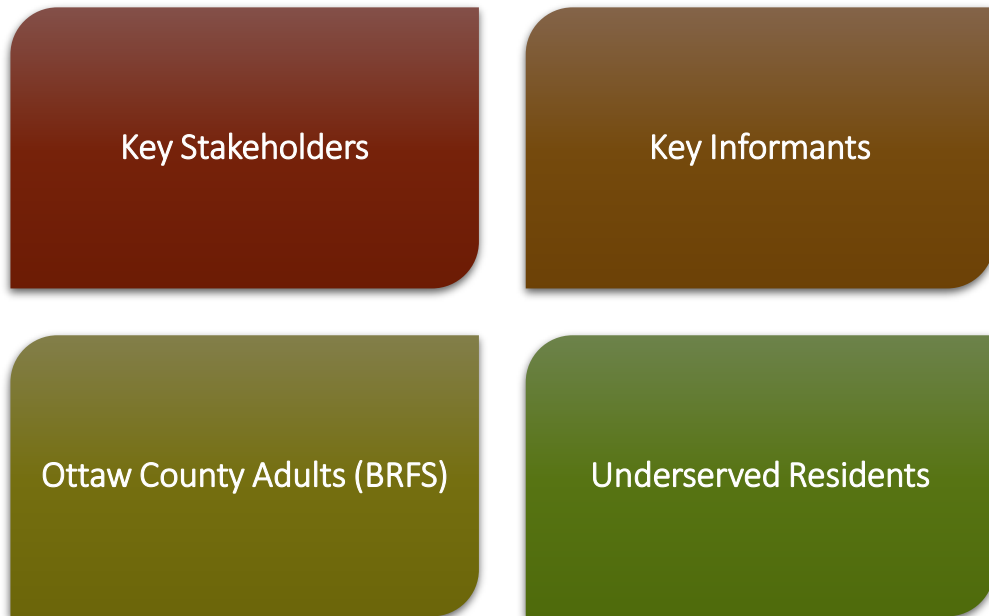 Key Stakeholders
Key Informants
Ottaw County Adults (BRFS)
Underserved Residents